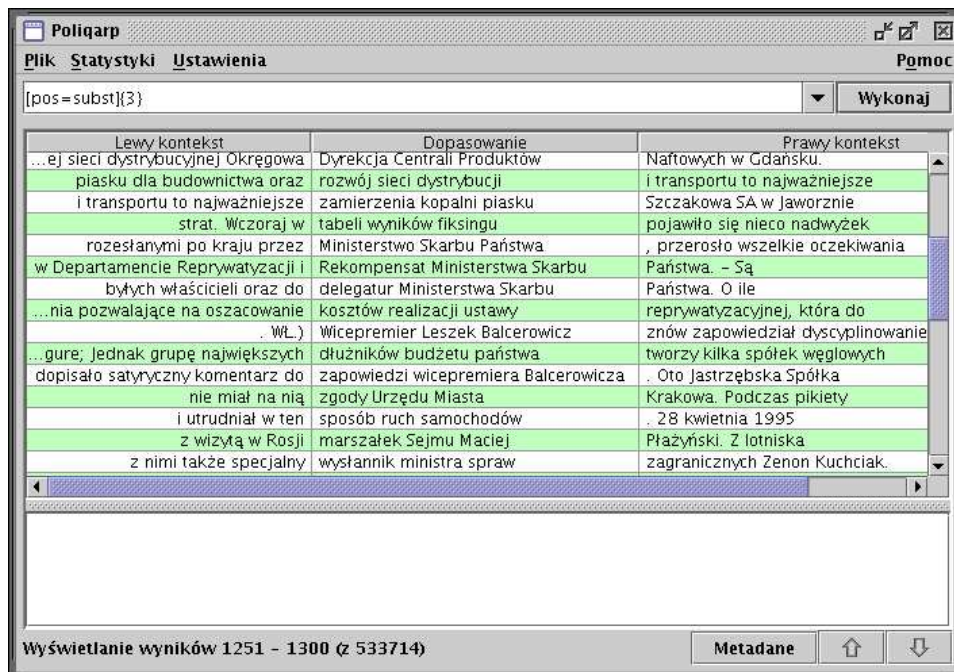 Poliqarp
Plik Statystyki Ustawienia Pomoc
[pos=subst]{3} Wykonaj
Lewy kontekst Dopasowanie Prawy kontekst
...ej sieci dystrybucyjnej Okręgowa Dyrekcja Centrali Produktów Naftowych w Gdańsku.
piasku dla budownictwa oraz rozwój sieci dystrybucji i transportu to najważniejsze
i transportu to najważniejsze zamierzenia kopalni piasku Szczakowa SA w Jaworznie
strat. Wczoraj w tabeli wyników fiksingu pojawiło się nieco nadwyżek
rozesłanymi po kraju przez Ministerstwo Skarbu Państwa , przerosło wszelkie oczekiwania
w Departamencie Reprywatyzacji i Rekompensat Ministerstwa Skarbu Państwa. – Są
byłych właścicieli oraz do delegatur Ministerstwa Skarbu Państwa. O ile
...nia pozwalające na oszacowanie kosztów realizacji ustawy reprywatyzacyjnej, która do
. WŁ.) Wicepremier Leszek Balcerowicz znów zapowiedział dyscyplinowanie
...gure; Jednak grupę największych dłużników budżetu państwa tworzy kilka spółek węglowych
dopisało satyryczny komentarz do zapowiedzi wicepremiera Balcerowicza . Oto Jastrzębska Spółka
nie miał na nią zgody Urzędu Miasta Krakowa. Podczas pikiety
i utrudniał w ten sposób ruch samochodów . 28 kwietnia 1995
z wizytą w Rosji marszałek Sejmu Maciej Płażyński. Z lotniska
z nimi także specjalny wysłannik ministra spraw zagranicznych Zenon Kuchciak.
Wyświetlanie wyników 1251 – 1300 (z 533714) Metadane